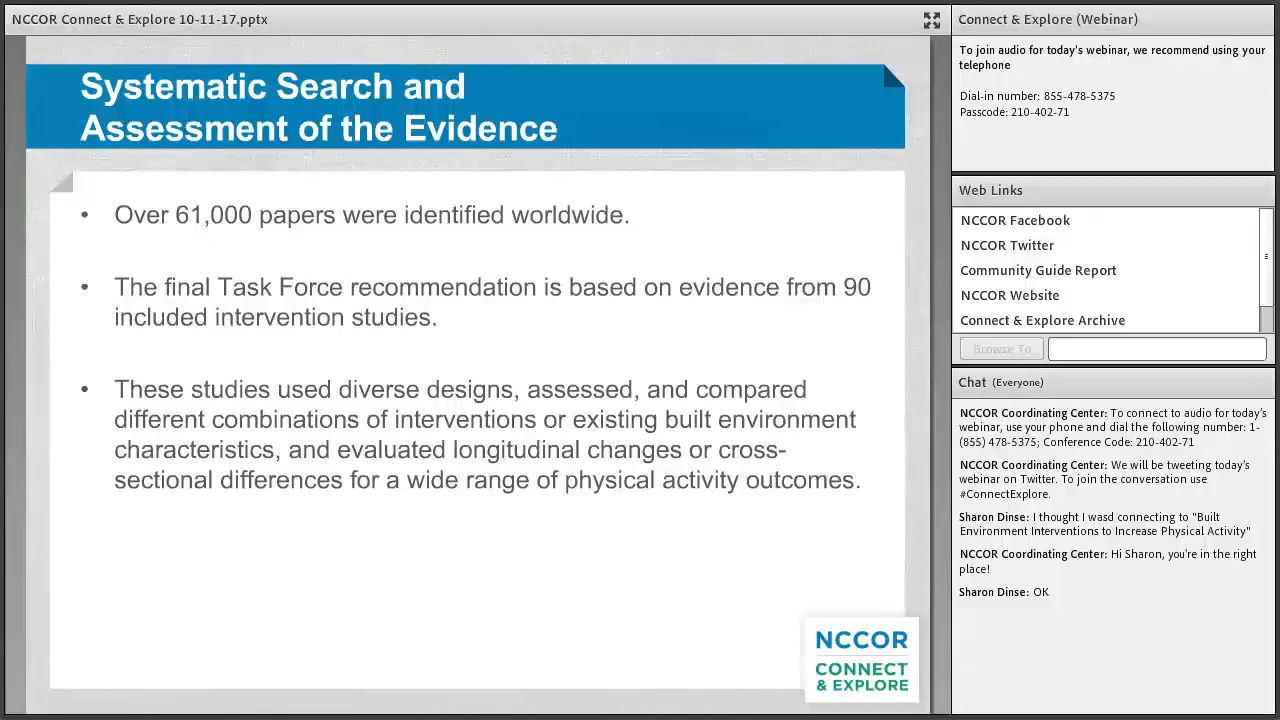 NCCOR Connect & Explore 10-11-17.pptx
Systematic Search and
Assessment of the Evidence
• Over 61,000 papers were identified worldwide.
• The final Task Force recommendation is based on evidence from 90
included intervention studies.
• These studies used diverse designs, assessed, and compared
different combinations of interventions or existing built environment
characteristics, and evaluated longitudinal changes or cross-
sectional differences for a wide range of physical activity outcomes.
NCCOR
CONNECT
& EXPLORE
Connect & Explore (Webinar)
To join audio for today's webinar, we recommend using your
telephone
Dial-in number: 855-478-5375
Passcode: 210-402-71
Web Links
NCCOR Facebook
NCCOR Twitter
Community Guide Report
NCCOR Website
Connect & Explore Archive
Browse To
Chat (Everyone)
NCCOR Coordinating Center: To connect to audio for today's
webinar, use your phone and dial the following number: 1-
(855) 478-5375; Conference Code: 210-402-71
NCCOR Coordinating Center: We will be tweeting today's
webinar on Twitter. To join the conversation use
#ConnectExplore.
Sharon Dinse: I thought I wasd connecting to "Built
Environment Interventions to Increase Physical Activity"
NCCOR Coordinating Center: Hi Sharon, you're in the right
place!
Sharon Dinse: OK